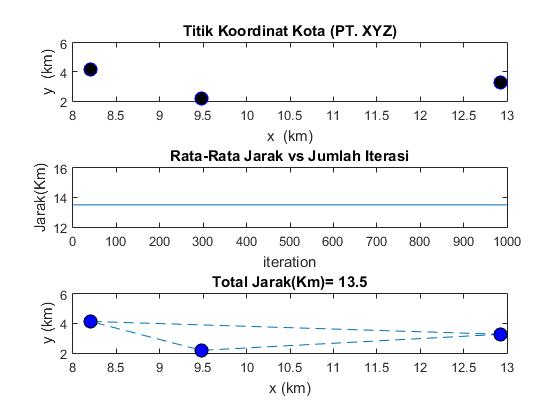 Titik Koordinat Kota (PT. XYZ)
6
4
2
y (km)
8 8.5 9 9.5 10 10.5 11 11.5 12 12.5 13
x (km)
Rata-Rata Jarak vs Jumlah Iterasi
16
14
12
Jarak(Km)
0 100 200 300 400 500 600 700 800 900 1000
iteration
Total Jarak(Km)= 13.5
6
4
2
y (km)
8 8.5 9 9.5 10 10.5 11 11.5 12 12.5 13
x (km)